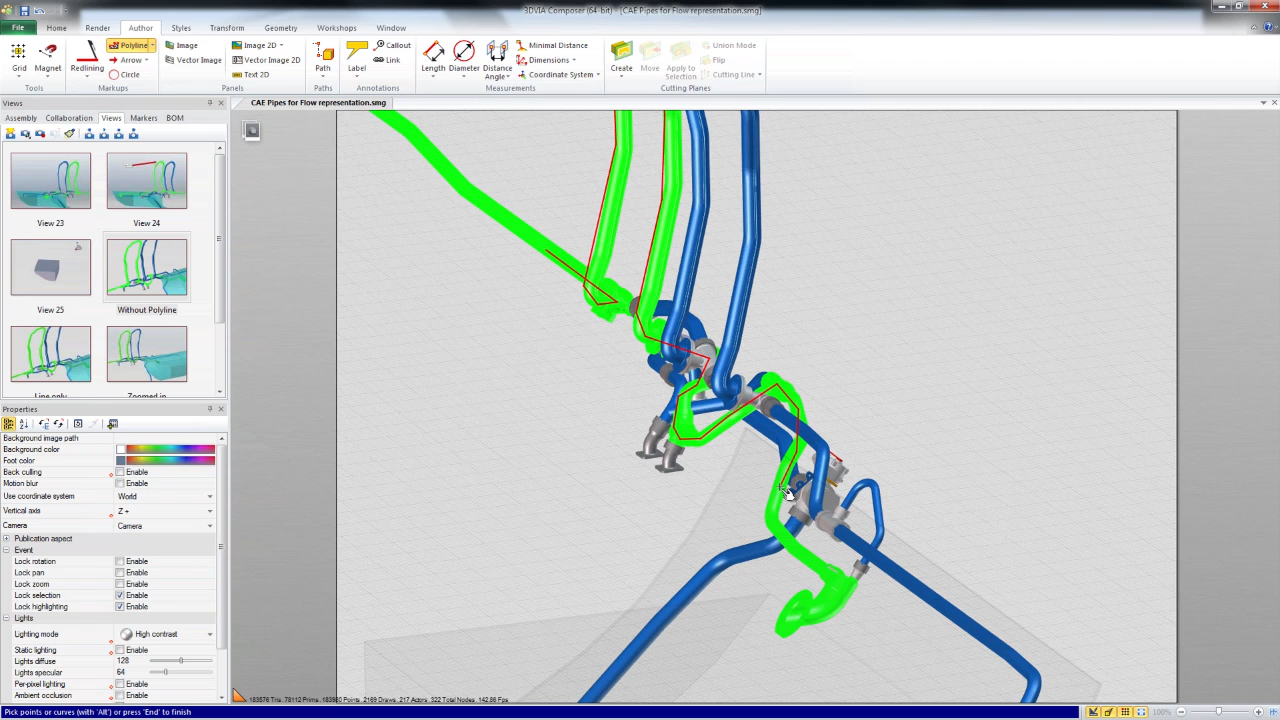 3DVIA Composer (64-bit) - [CAE Pipes for Flow representation.smg]
File Home Render Author Styles Transform Geometry Workshops Window
Grid Magnet Redlining Polyline Arrow Circle Image Vector Image Image 2D Vector Image 2D Text 2D Path Label Callout Link Length Diameter Distance Angle Minimal Distance Dimensions Coordinate System Create Move Apply to Selection Union Mode Flip Cutting Line
Tools Markups Panels Paths Annotations Measurements Cutting Planes
Views
CAE Pipes for Flow representation.smg
Assembly Collaboration Views Markers BOM
View 23 View 24
View 25 Without Polyline
Line only Zoomed in
Properties
Background image path
Background color
Foot color
Back culling Enable
Motion blur Enable
Use coordinate system World
Vertical axis Z +
Camera Camera
Publication aspect
Event
Lock rotation Enable
Lock pan Enable
Lock zoom Enable
Lock selection Enable
Lock highlighting Enable
Lights
Lighting mode High contrast
Static lighting Enable
Lights diffuse 128
Lights specular 64
Per-pixel lighting Enable
Ambient occlusion Enable
Pick points or curves (with 'Alt') or press 'End' to finish
100%